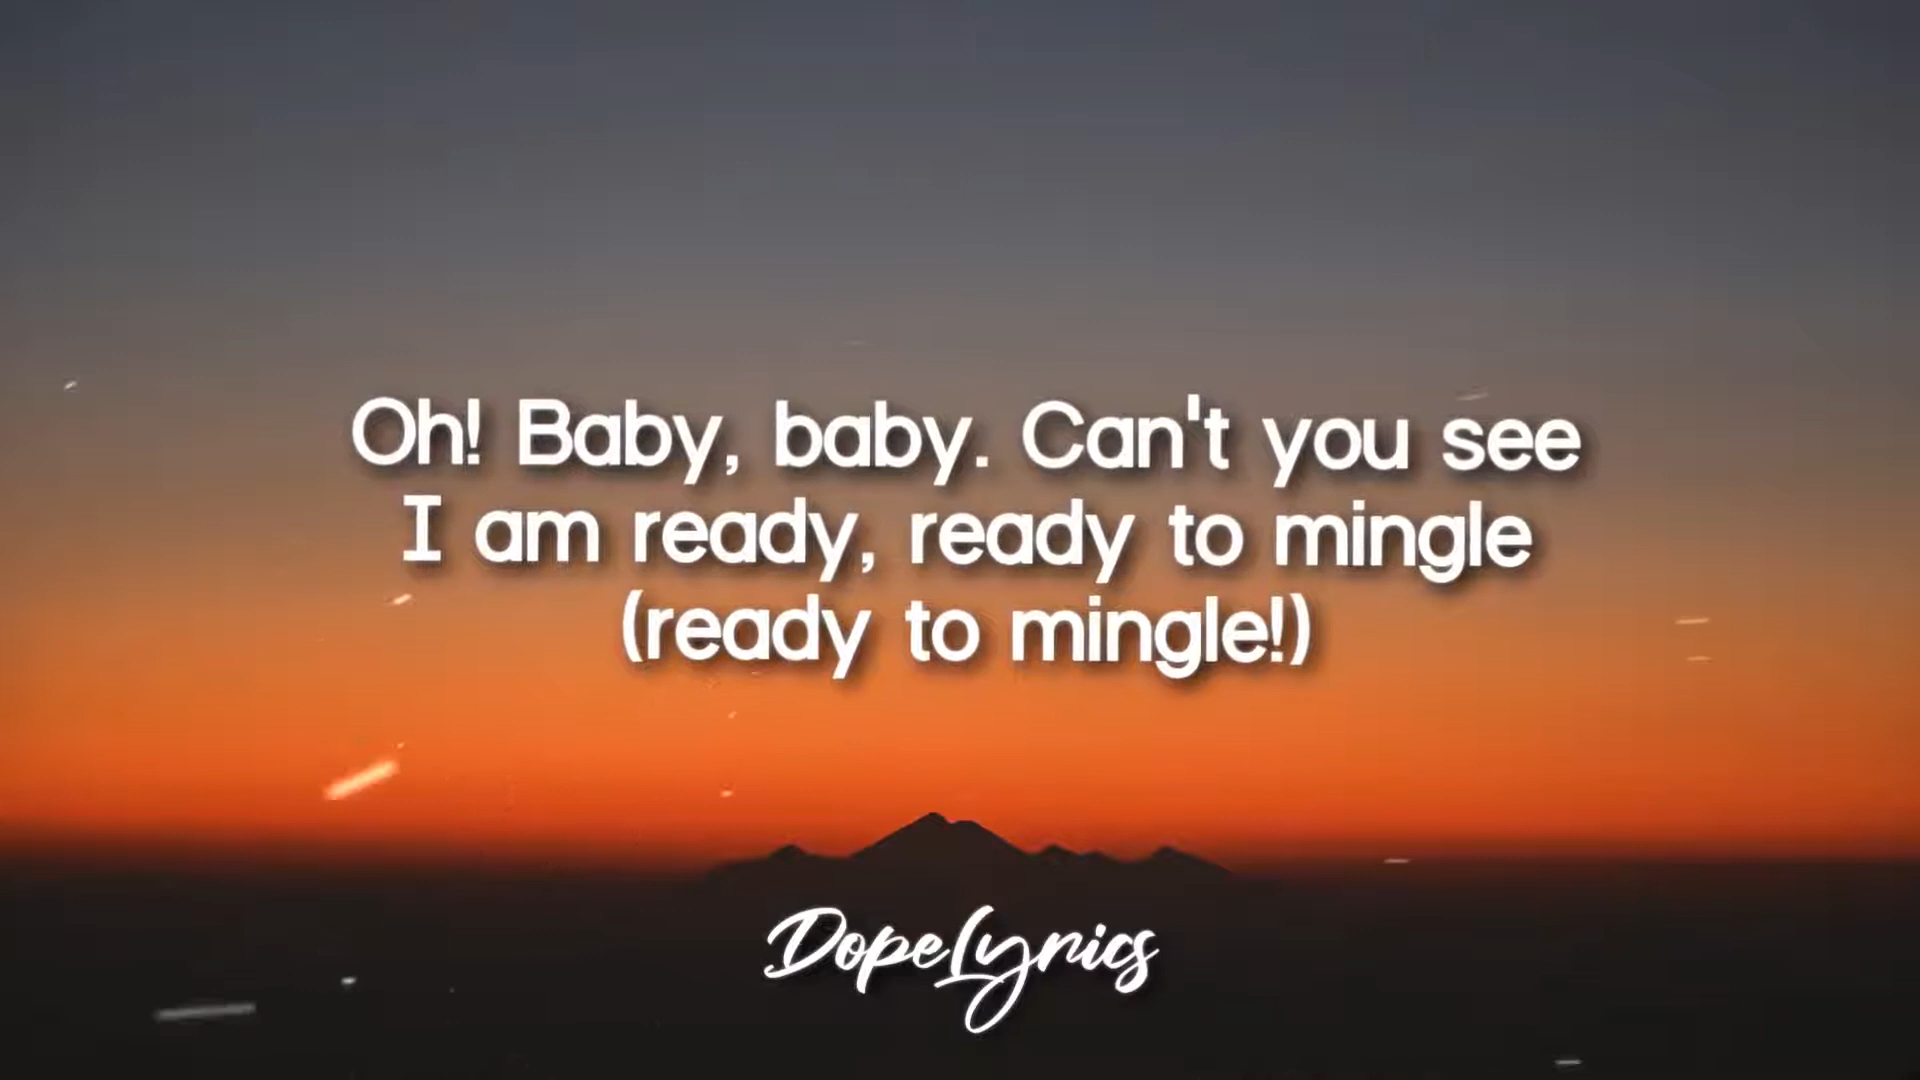 Oh! Baby, baby. Can't you see
I am ready, ready to mingle
(ready to mingle!)
DopeLyrics